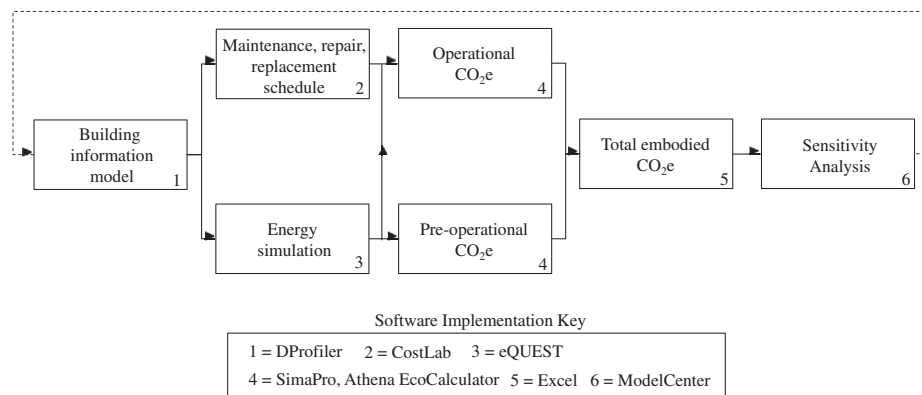 Maintenance, repair,
replacement
schedule
2
Operational
CO₂e
4
Building
information
model
1
Total embodied
CO₂e
5
Sensitivity
Analysis
6
Energy
simulation
3
Pre-operational
CO₂e
4
Software Implementation Key
1 = DProfiler 2 = CostLab 3 = eQUEST
4 = SimaPro, Athena EcoCalculator 5 = Excel 6 = ModelCenter